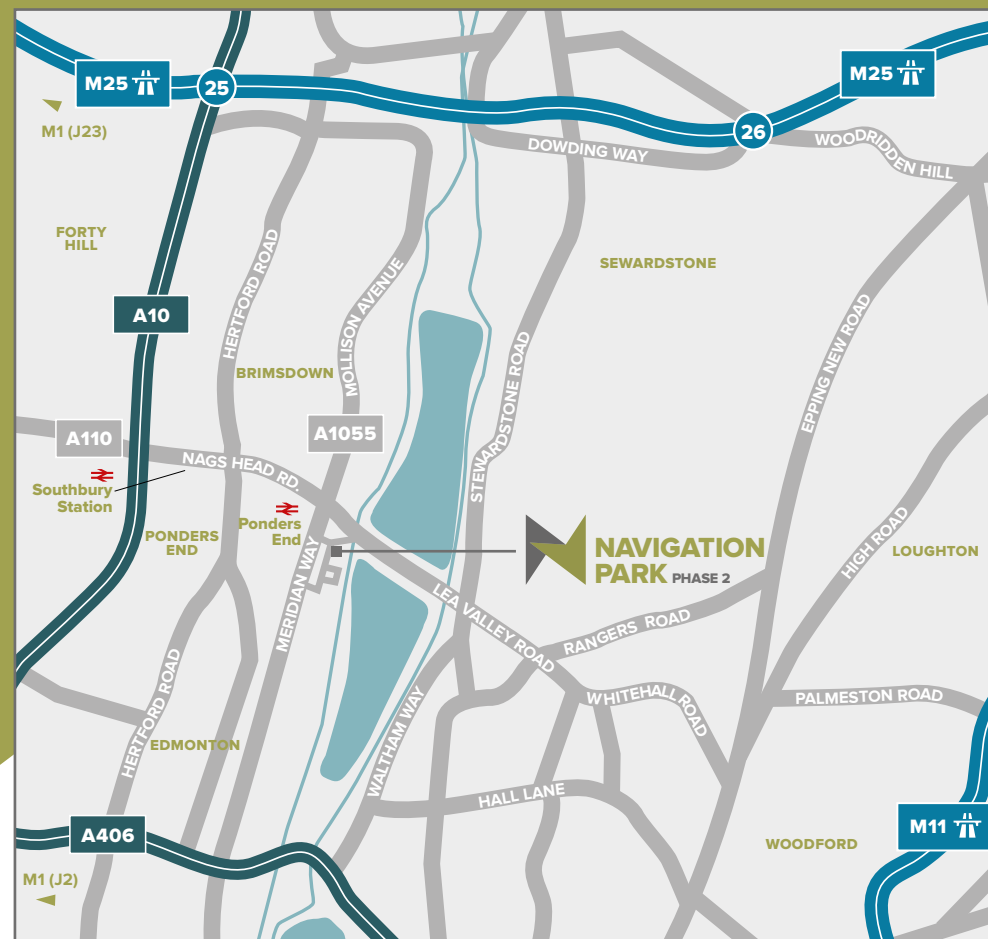 M25
25
M25
M1 (J23)
26
WOODRIDDEN HILL
DOWDING WAY
FORTY
HILL
HERTFORD ROAD
MOLLISON AVENUE
SEWARDSTONE
A10
EPPING NEW ROAD
STEWARDSTONE ROAD
BRIMSDOWN
A110
A1055
NAGS HEAD RD.
Southbury
Station
Ponders
End
PONDERS
END
NAVIGATION
PARK PHASE 2
HIGH ROAD
LOUGHTON
MERIDIAN WAY
LEA VALLEY ROAD
RANGERS ROAD
HERTFORD ROAD
WHITEHALL ROAD
PALMESTON ROAD
WALTHAM WAY
EDMONTON
HALL LANE
A406
M11
WOODFORD
M1 (J2)